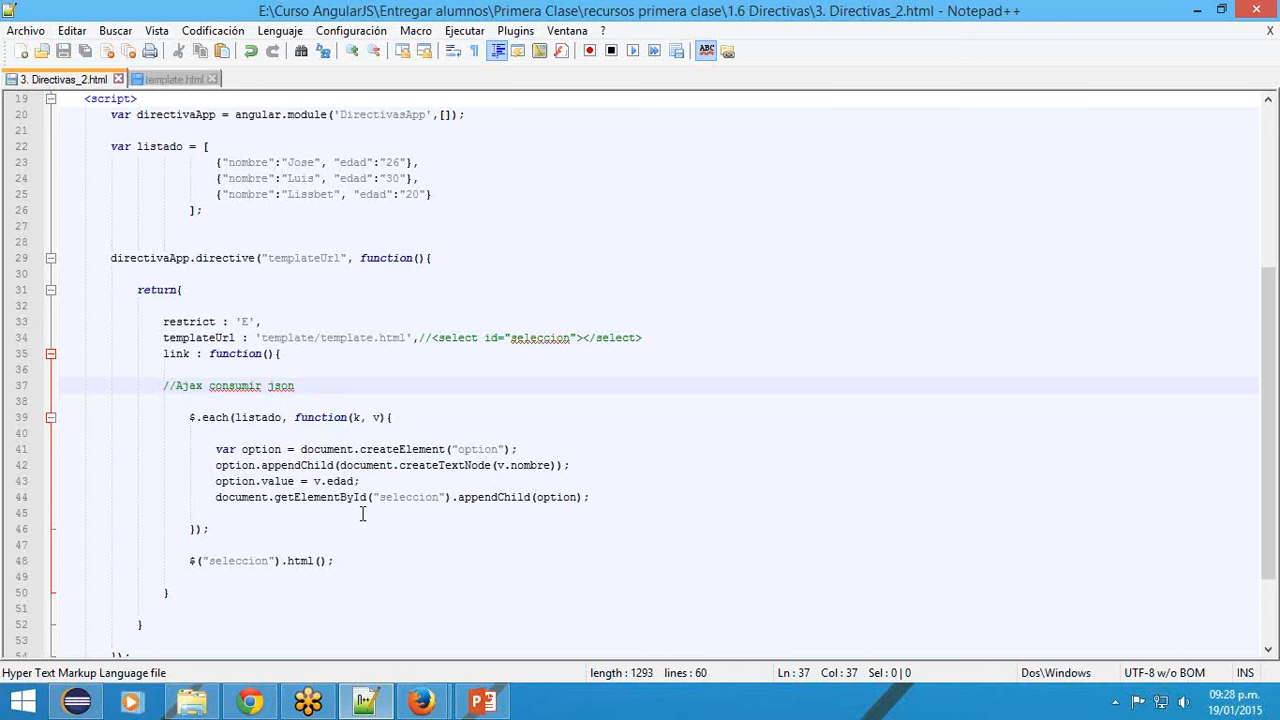 E:\Curso AngularJS\Entregar alumnos\Primera Clase\recursos primera clase\1.6 Directivas\3. Directivas_2.html - Notepad++
Archivo Editar Buscar Vista Codificación Lenguaje Configuración Macro Ejecutar Plugins Ventana ? X
ABC
3. Directivas_2.html template.html
19 <script>
20 var directivaApp = angular.module('DirectivasApp',[]);
21
22 var listado = [
23 {"nombre":"Jose", "edad":"26"},
24 {"nombre":"Luis", "edad":"30"},
25 {"nombre":"Lissbet", "edad":"20"}
26 ];
27
28
29 directivaApp.directive("templateUrl", function(){
30
31 return{
32
33 restrict : 'E',
34 templateUrl : 'template/template.html',//<select id="seleccion"></select>
35 link : function(){
36
37 //Ajax consumir json
38
39 $.each(listado, function(k, v){
40
41 var option = document.createElement("option");
42 option.appendChild(document.createTextNode(v.nombre));
43 option.value = v.edad;
44 document.getElementById("seleccion").appendChild(option);
45
46 });
47
48 $("seleccion").html();
49
50 }
51
52 }
53
54 });
Hyper Text Markup Language file length : 1293 lines : 60 Ln : 37 Col : 37 Sel : 0 | 0 Dos\Windows UTF-8 w/o BOM INS
09:28 p.m.
19/01/2015